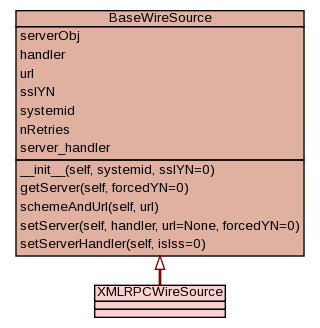 BaseWireSource
serverObj
handler
url
sslYN
systemid
nRetries
server_handler
__init__(self, systemid, sslYN=0)
getServer(self, forcedYN=0)
schemeAndUrl(self, url)
setServer(self, handler, url=None, forcedYN=0)
setServerHandler(self, isIss=0)
XMLRPCWireSource